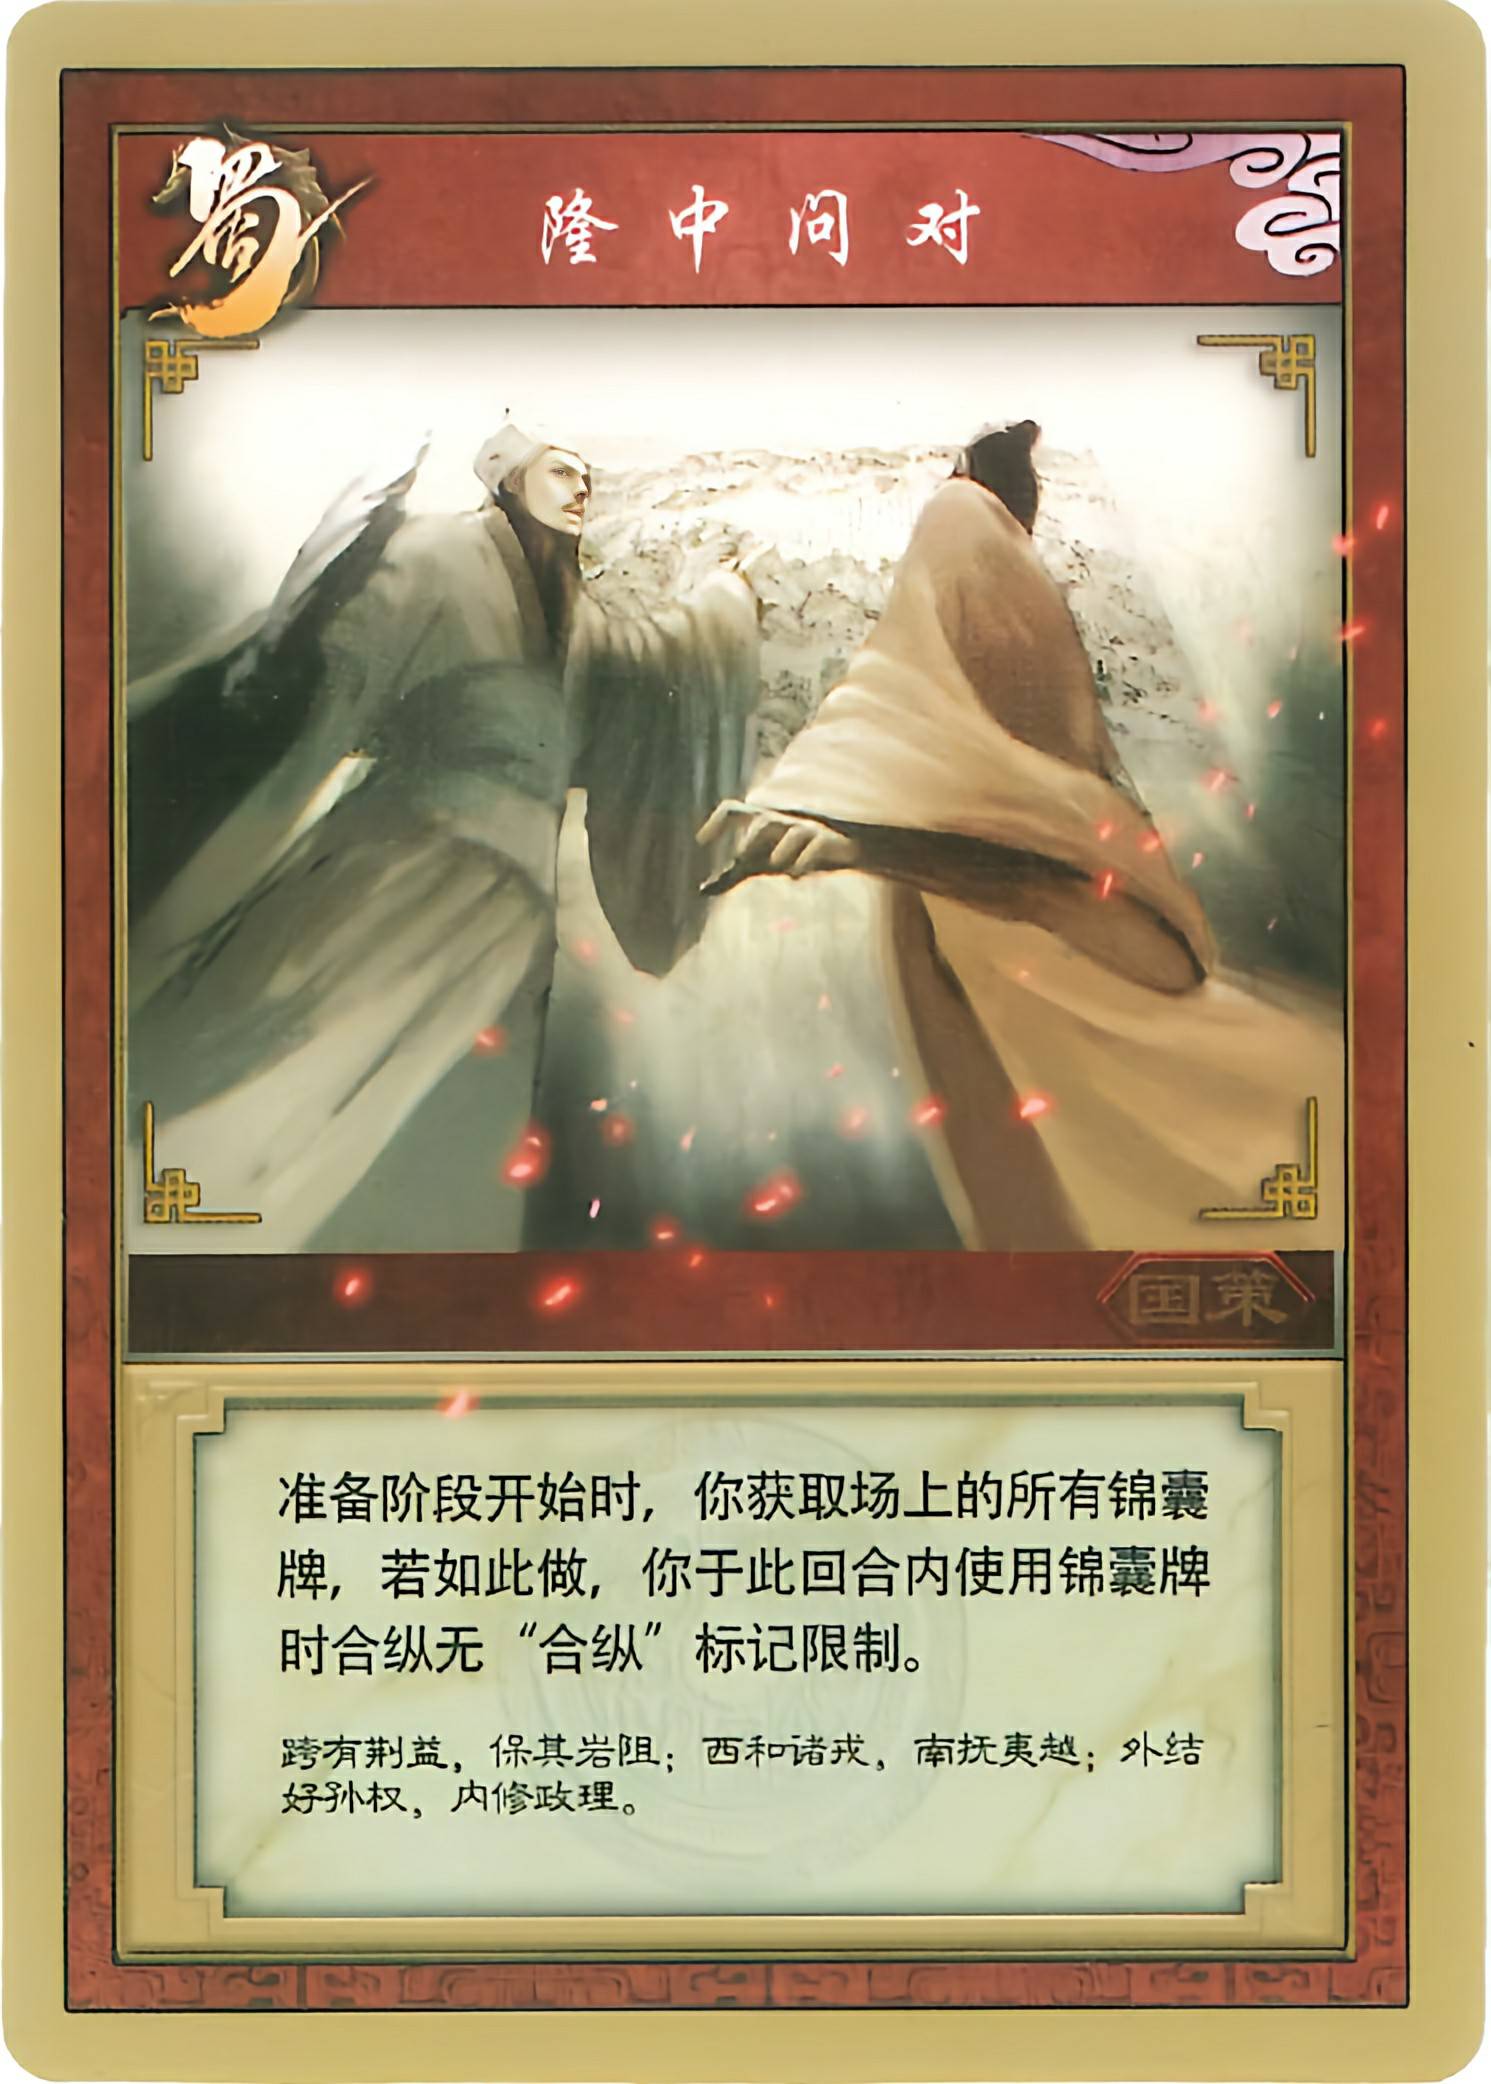 蜀
隆中问对
国策
准备阶段开始时，你获取场上的所有锦囊
牌，若如此做，你于此回合内使用锦囊牌
时合纵无“合纵”标记限制。
跨有荆益，保其岩阻；西和诸戎，南抚夷越；外结
好孙权，内修政理。